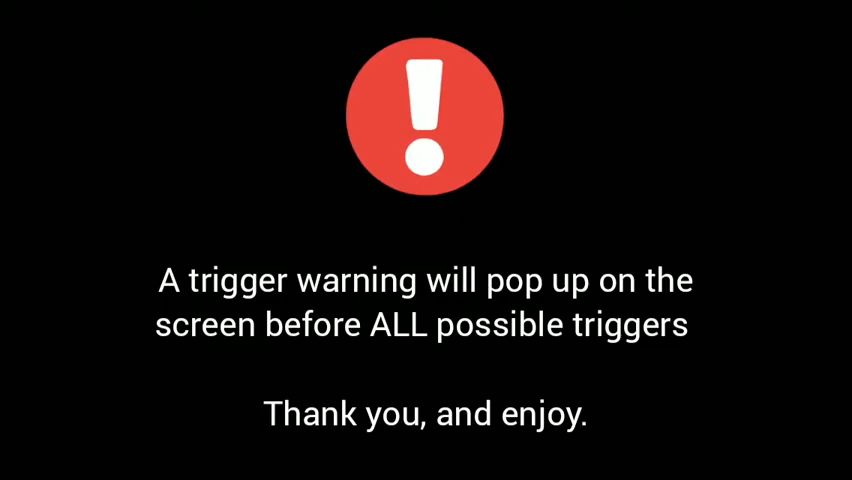 A trigger warning will pop up on the
screen before ALL possible triggers
Thank you, and enjoy.